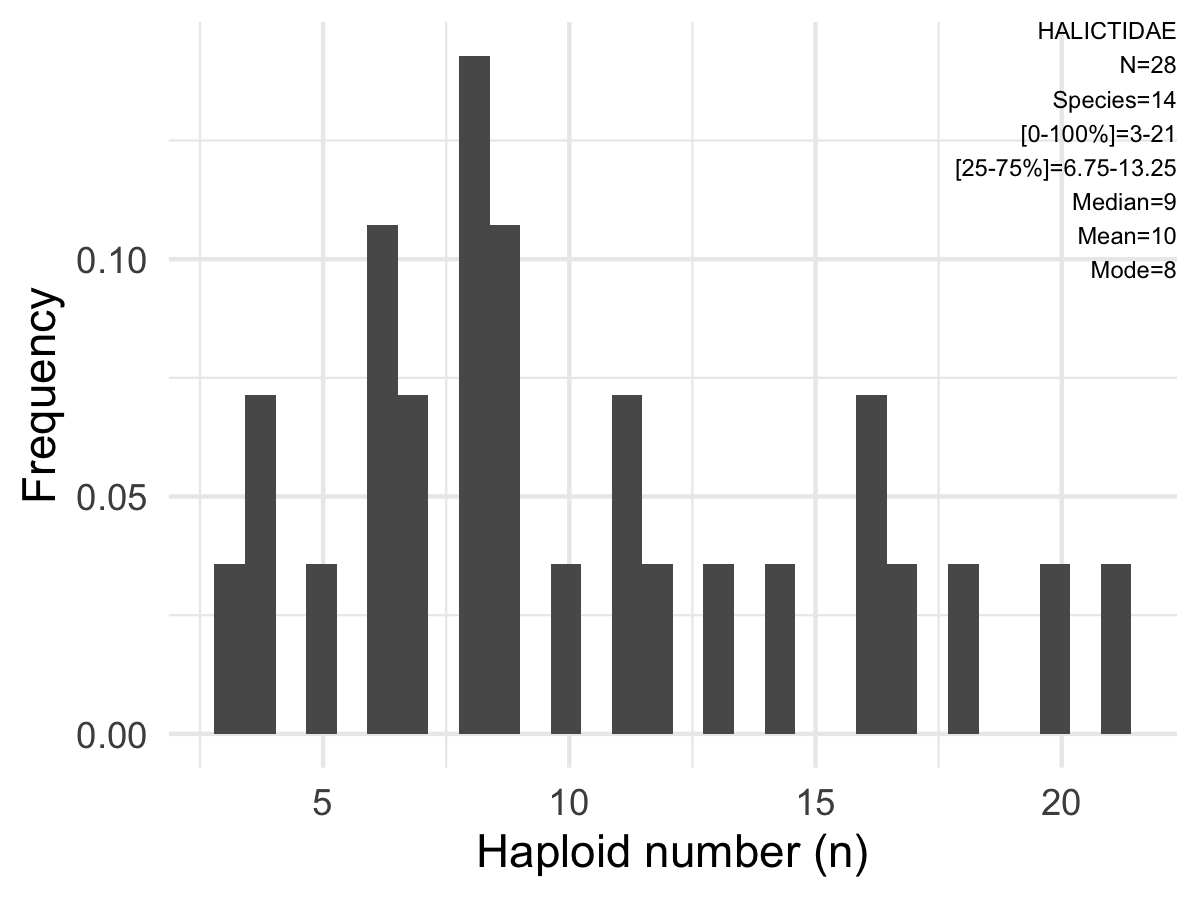 HALICTIDAE
N=28
Species=14
[0-100%]=3-21
[25-75%]=6.75-13.25
Median=9
Mean=10
Mode=8
Frequency
0.10
0.05
0.00
5 10 15 20
Haploid number (n)